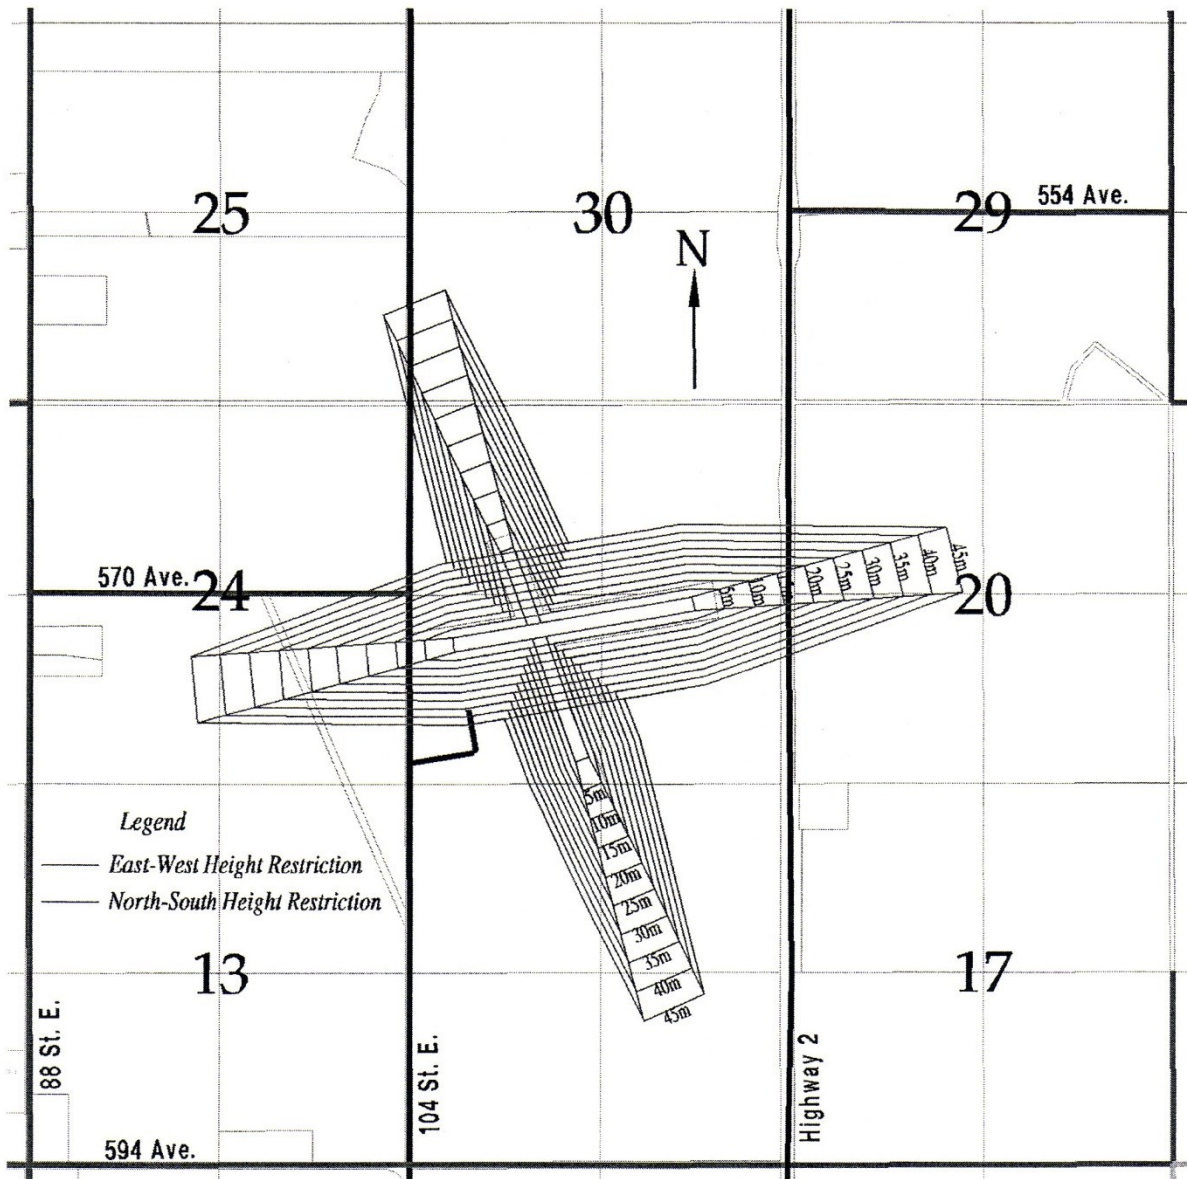 25
30
29
554 Ave.
N
570 Ave.
24
20
5m
10m
20m
25m
30m
35m
40m
45m
Legend
East-West Height Restriction
North-South Height Restriction
5m
10m
15m
20m
25m
30m
35m
40m
45m
13
17
88 St. E.
104 St. E.
Highway 2
594 Ave.